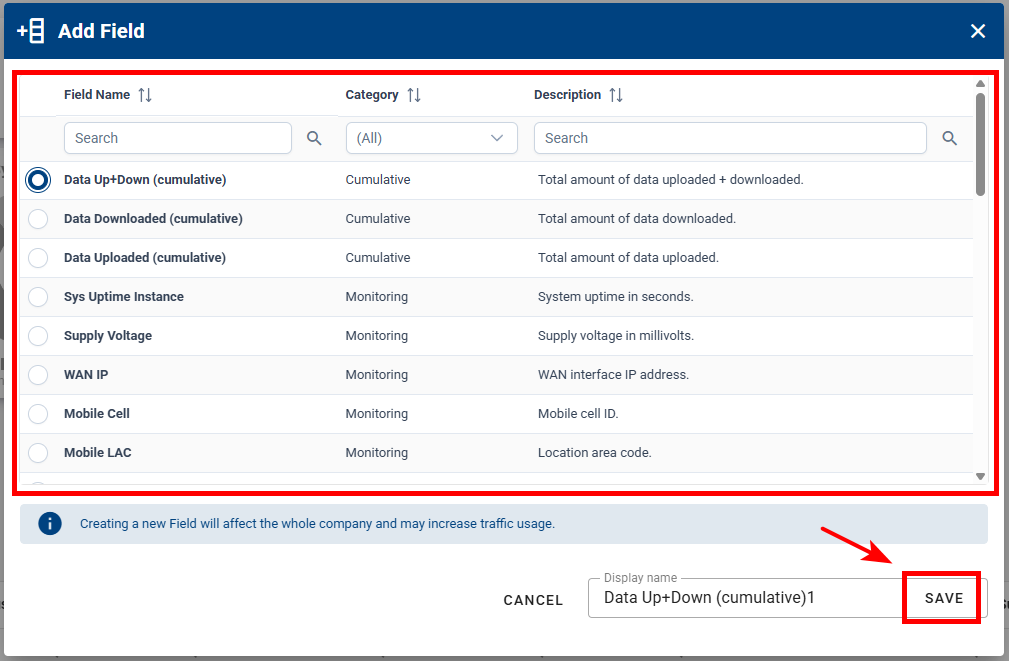 Add Field
Field Name Category Description
Search (All) Search
Data Up+Down (cumulative) Cumulative Total amount of data uploaded + downloaded.
Data Downloaded (cumulative) Cumulative Total amount of data downloaded.
Data Uploaded (cumulative) Cumulative Total amount of data uploaded.
Sys Uptime Instance Monitoring System uptime in seconds.
Supply Voltage Monitoring Supply voltage in millivolts.
WAN IP Monitoring WAN interface IP address.
Mobile Cell Monitoring Mobile cell ID.
Mobile LAC Monitoring Location area code.
Creating a new Field will affect the whole company and may increase traffic usage.
Display name
CANCEL Data Up+Down (cumulative)1 SAVE